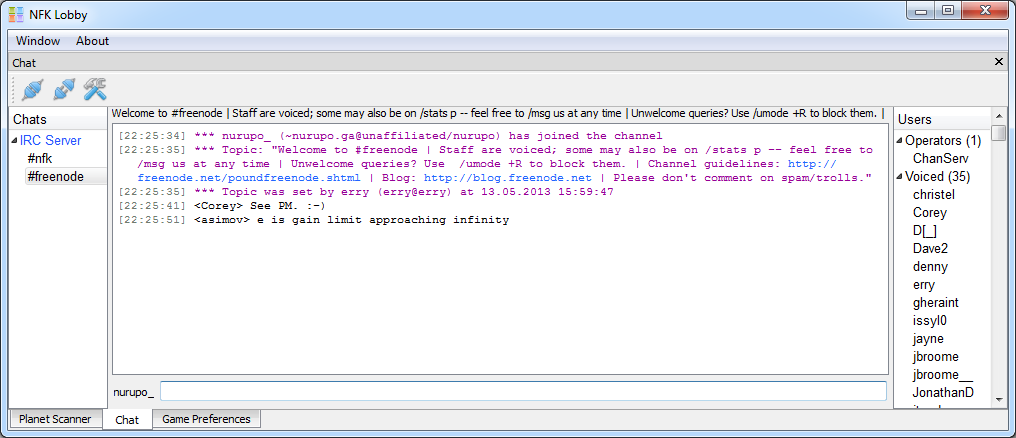 NFK Lobby
Window About
Chat
Chats
IRC Server
#nfk
#freenode
Welcome to #freenode | Staff are voiced; some may also be on /stats p -- feel free to /msg us at any time | Unwelcome queries? Use /umode +R to block them. |
[22:25:34] *** nurupo_ (~nurupo.ga@unaffiliated/nurupo) has joined the channel
[22:25:35] *** Topic: "Welcome to #freenode | Staff are voiced; some may also be on /stats p -- feel free to
/msg us at any time | Unwelcome queries? Use  /umode +R to block them. | Channel guidelines: http://
freenode.net/poundfreenode.shtml | Blog: http://blog.freenode.net | Please don't comment on spam/trolls."
[22:25:35] *** Topic was set by erry (erry@erry) at 13.05.2013 15:59:47
[22:25:41] <Corey> See PM. :-)
[22:25:51] <asimov> e is gain limit approaching infinity
nurupo_
Users
Operators (1)
ChanServ
Voiced (35)
christel
Corey
D[_]
Dave2
denny
erry
gheraint
issyl0
jayne
jbroome
jbroome__
JonathanD
Planet Scanner Chat Game Preferences